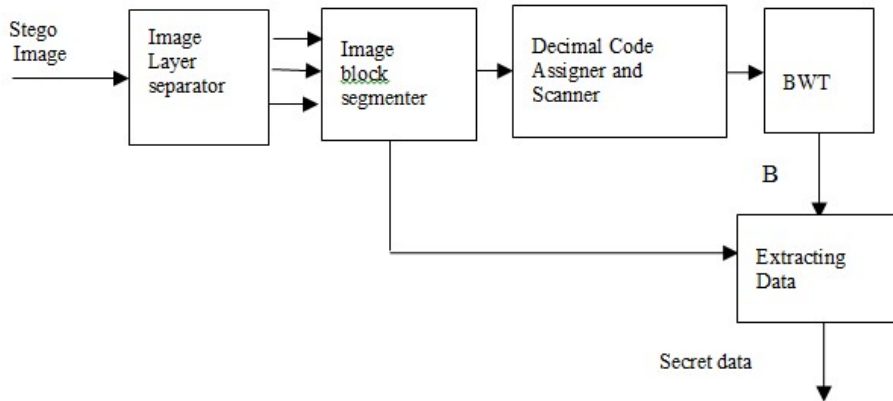 Stego
Image
Image
Layer
separator
Image
block
segmenter
Decimal Code
Assigner and
Scanner
BWT
B
Extracting
Data
Secret data